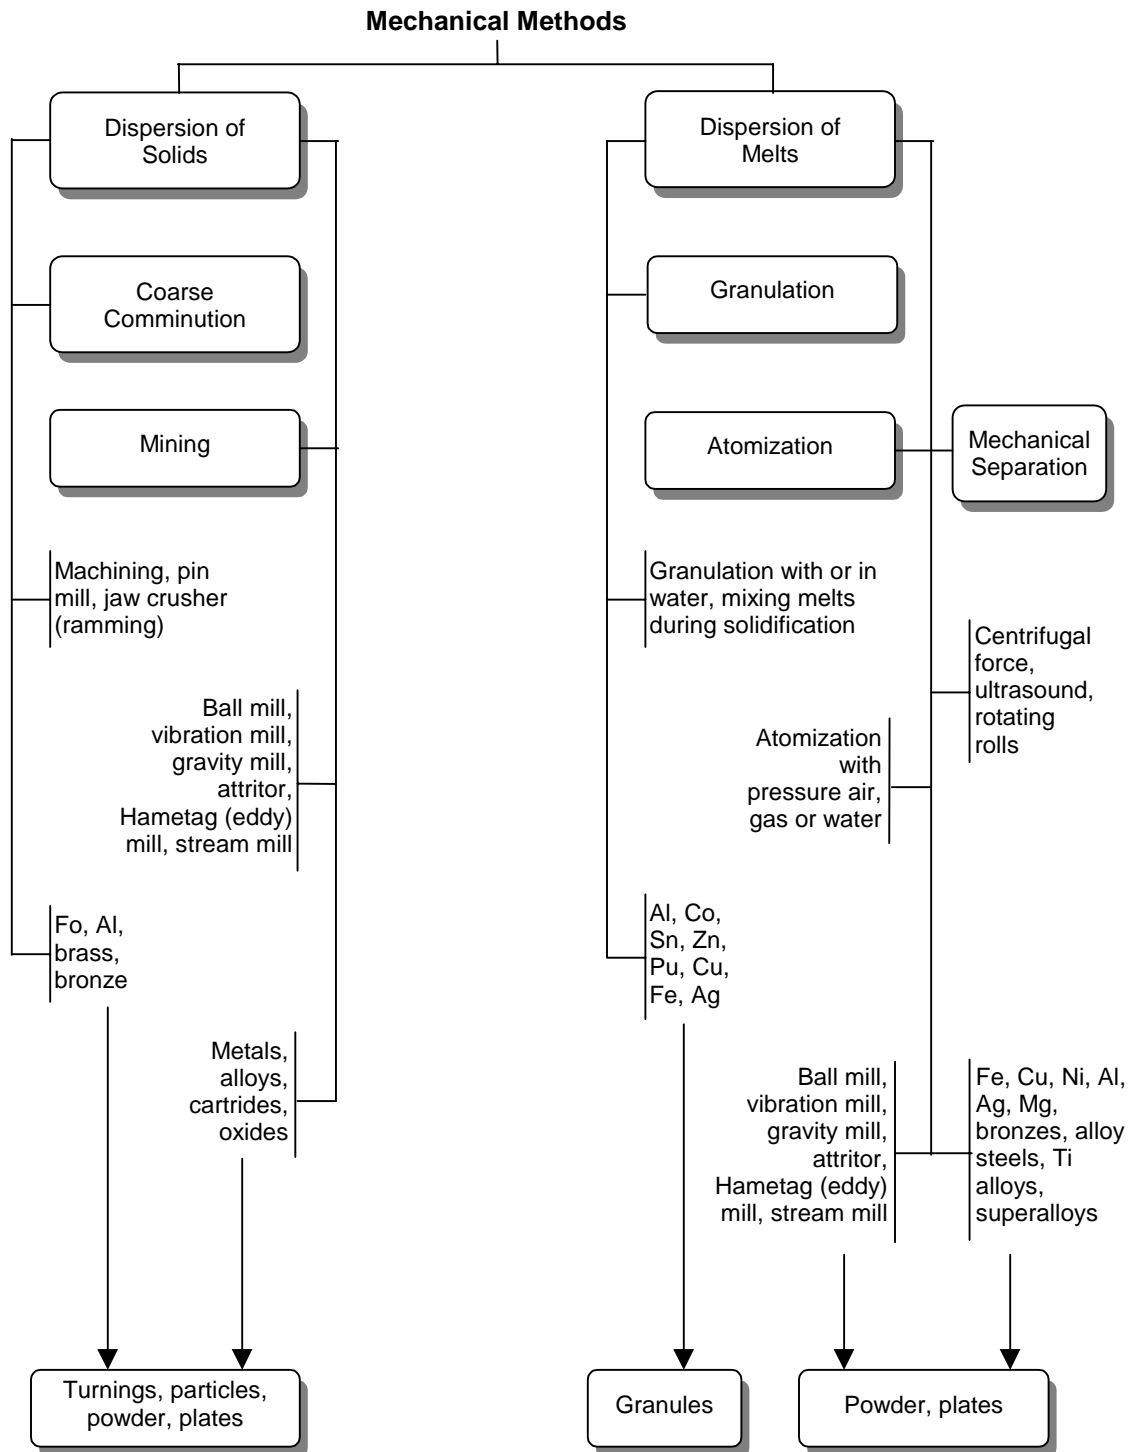 Mechanical Methods
Dispersion of
Solids
Dispersion of
Melts
Coarse
Comminution
Granulation
Mining
Atomization
Mechanical
Separation
Machining, pin
mill, jaw crusher
(ramming)
Granulation with or in
water, mixing melts
during solidification
Centrifugal
force,
ultrasound,
rotating
rolls
Ball mill,
vibration mill,
gravity mill,
attritor,
Hametag (eddy)
mill, stream mill
Atomization
with
pressure air,
gas or water
Fo, Al,
brass,
bronze
Al, Co,
Sn, Zn,
Pu, Cu,
Fe, Ag
Metals,
alloys,
cartrides,
oxides
Ball mill,
vibration mill,
gravity mill,
attritor,
Hametag (eddy)
mill, stream mill
Fe, Cu, Ni, Al,
Ag, Mg,
bronzes, alloy
steels, Ti
alloys,
superalloys
Turnings, particles,
powder, plates
Granules
Powder, plates